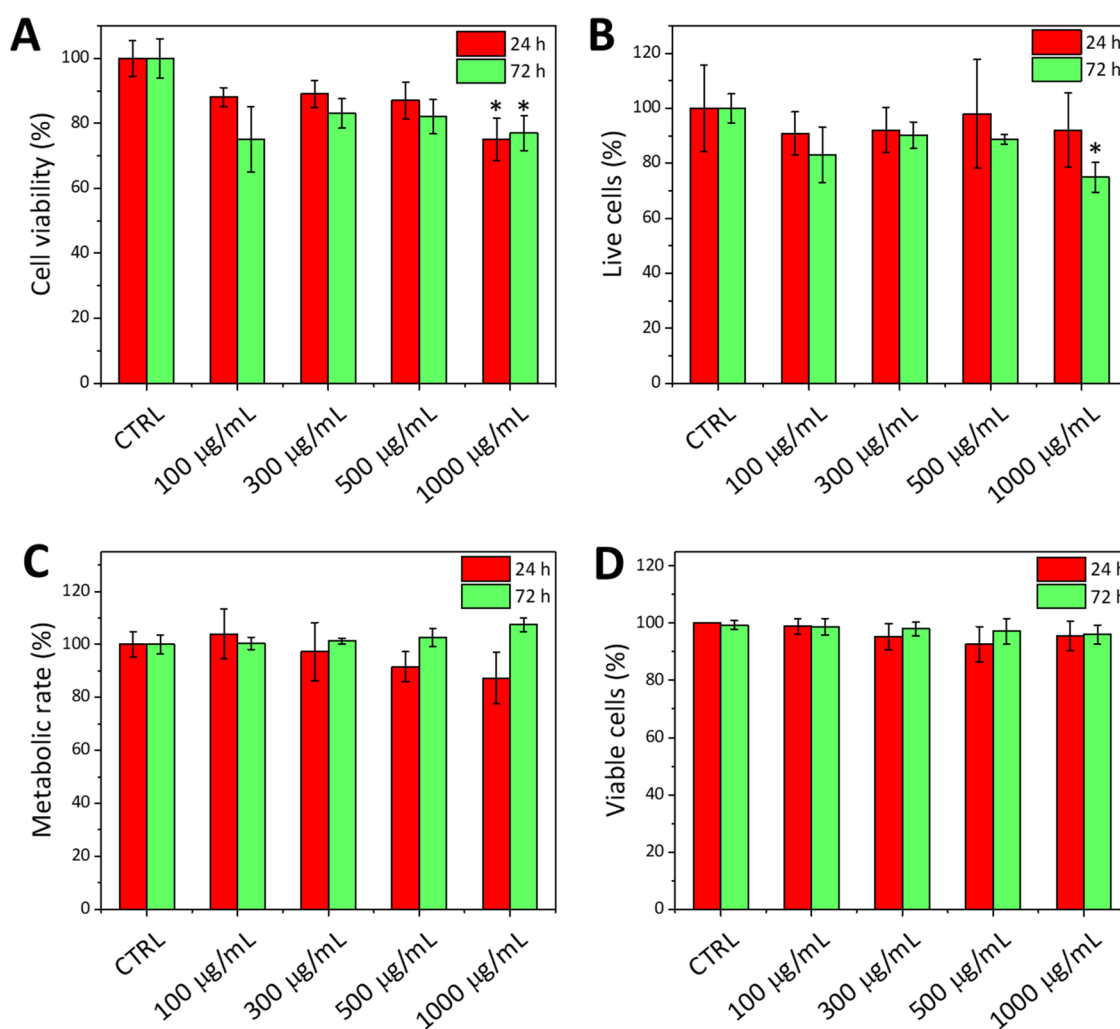 A
Cell viability (%)
100
80
60
40
20
0
24 h
72 h
* *
CTRL
100 μg/mL
300 μg/mL
500 μg/mL
1000 μg/mL
B
Live cells (%)
120
100
80
60
40
20
0
24 h
72 h
*
CTRL
100 μg/mL
300 μg/mL
500 μg/mL
1000 μg/mL
C
Metabolic rate (%)
120
100
80
60
40
20
0
24 h
72 h
CTRL
100 μg/mL
300 μg/mL
500 μg/mL
1000 μg/mL
D
Viable cells (%)
120
100
80
60
40
20
0
24 h
72 h
CTRL
100 μg/mL
300 μg/mL
500 μg/mL
1000 μg/mL